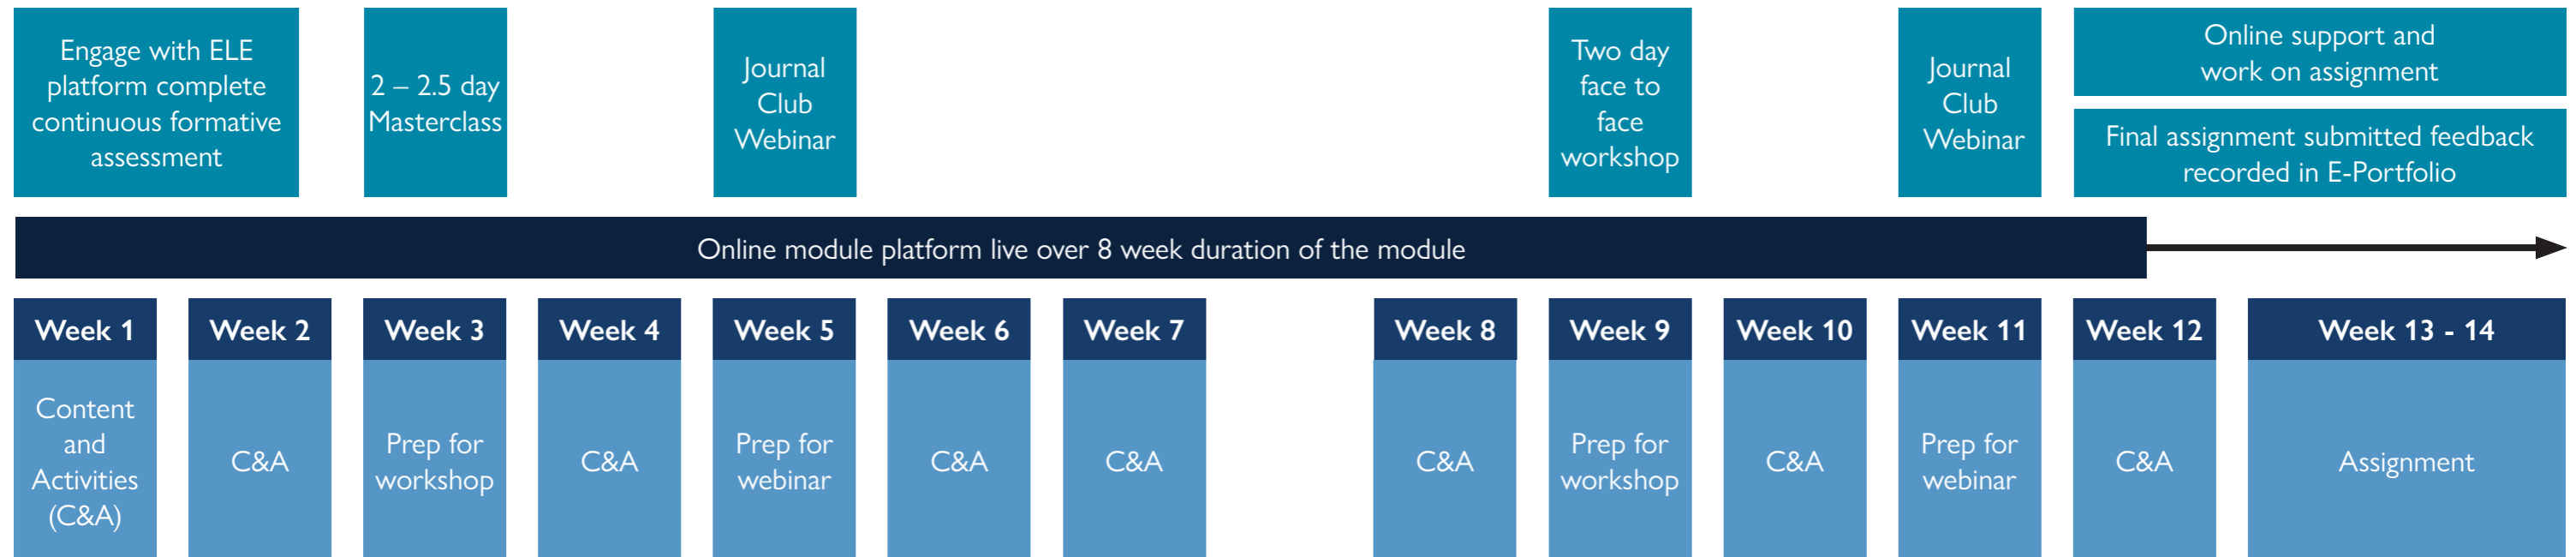 Engage with ELE
platform complete
continuous formative
assessment
2 – 2.5 day
Masterclass
Journal
Club
Webinar
Two day
face to
face
workshop
Journal
Club
Webinar
Online support and
work on assignment
Final assignment submitted feedback
recorded in E-Portfolio
Online module platform live over 8 week duration of the module
Week 1
Content
and
Activities
(C&A)
Week 2
C&A
Week 3
Prep for
workshop
Week 4
C&A
Week 5
Prep for
webinar
Week 6
C&A
Week 7
C&A
Week 8
C&A
Week 9
Prep for
workshop
Week 10
C&A
Week 11
Prep for
webinar
Week 12
C&A
Week 13 - 14
Assignment